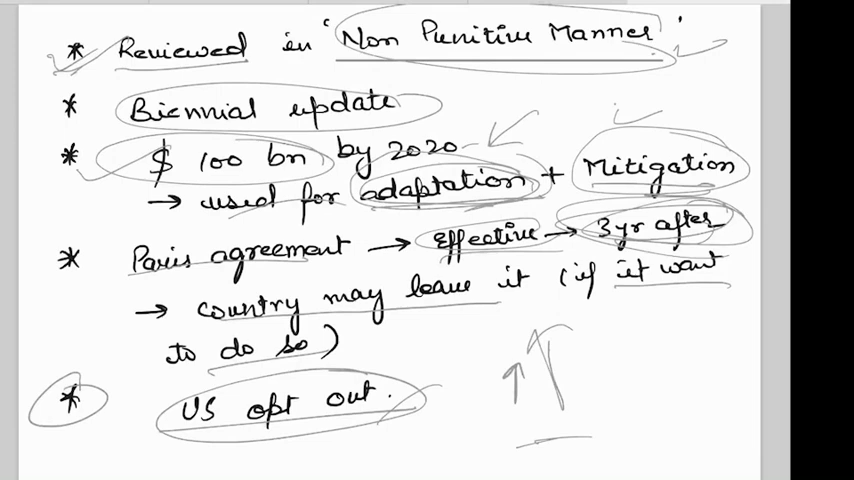 * Reviewed in 'Non Punitive Manner'
* Biennial update
* $ 100 bn by 2020
→ used for adaptation + Mitigation
* Paris agreement → Effective → 3yr after
→ country may leave it (if it want
to do so)
* US opt out.